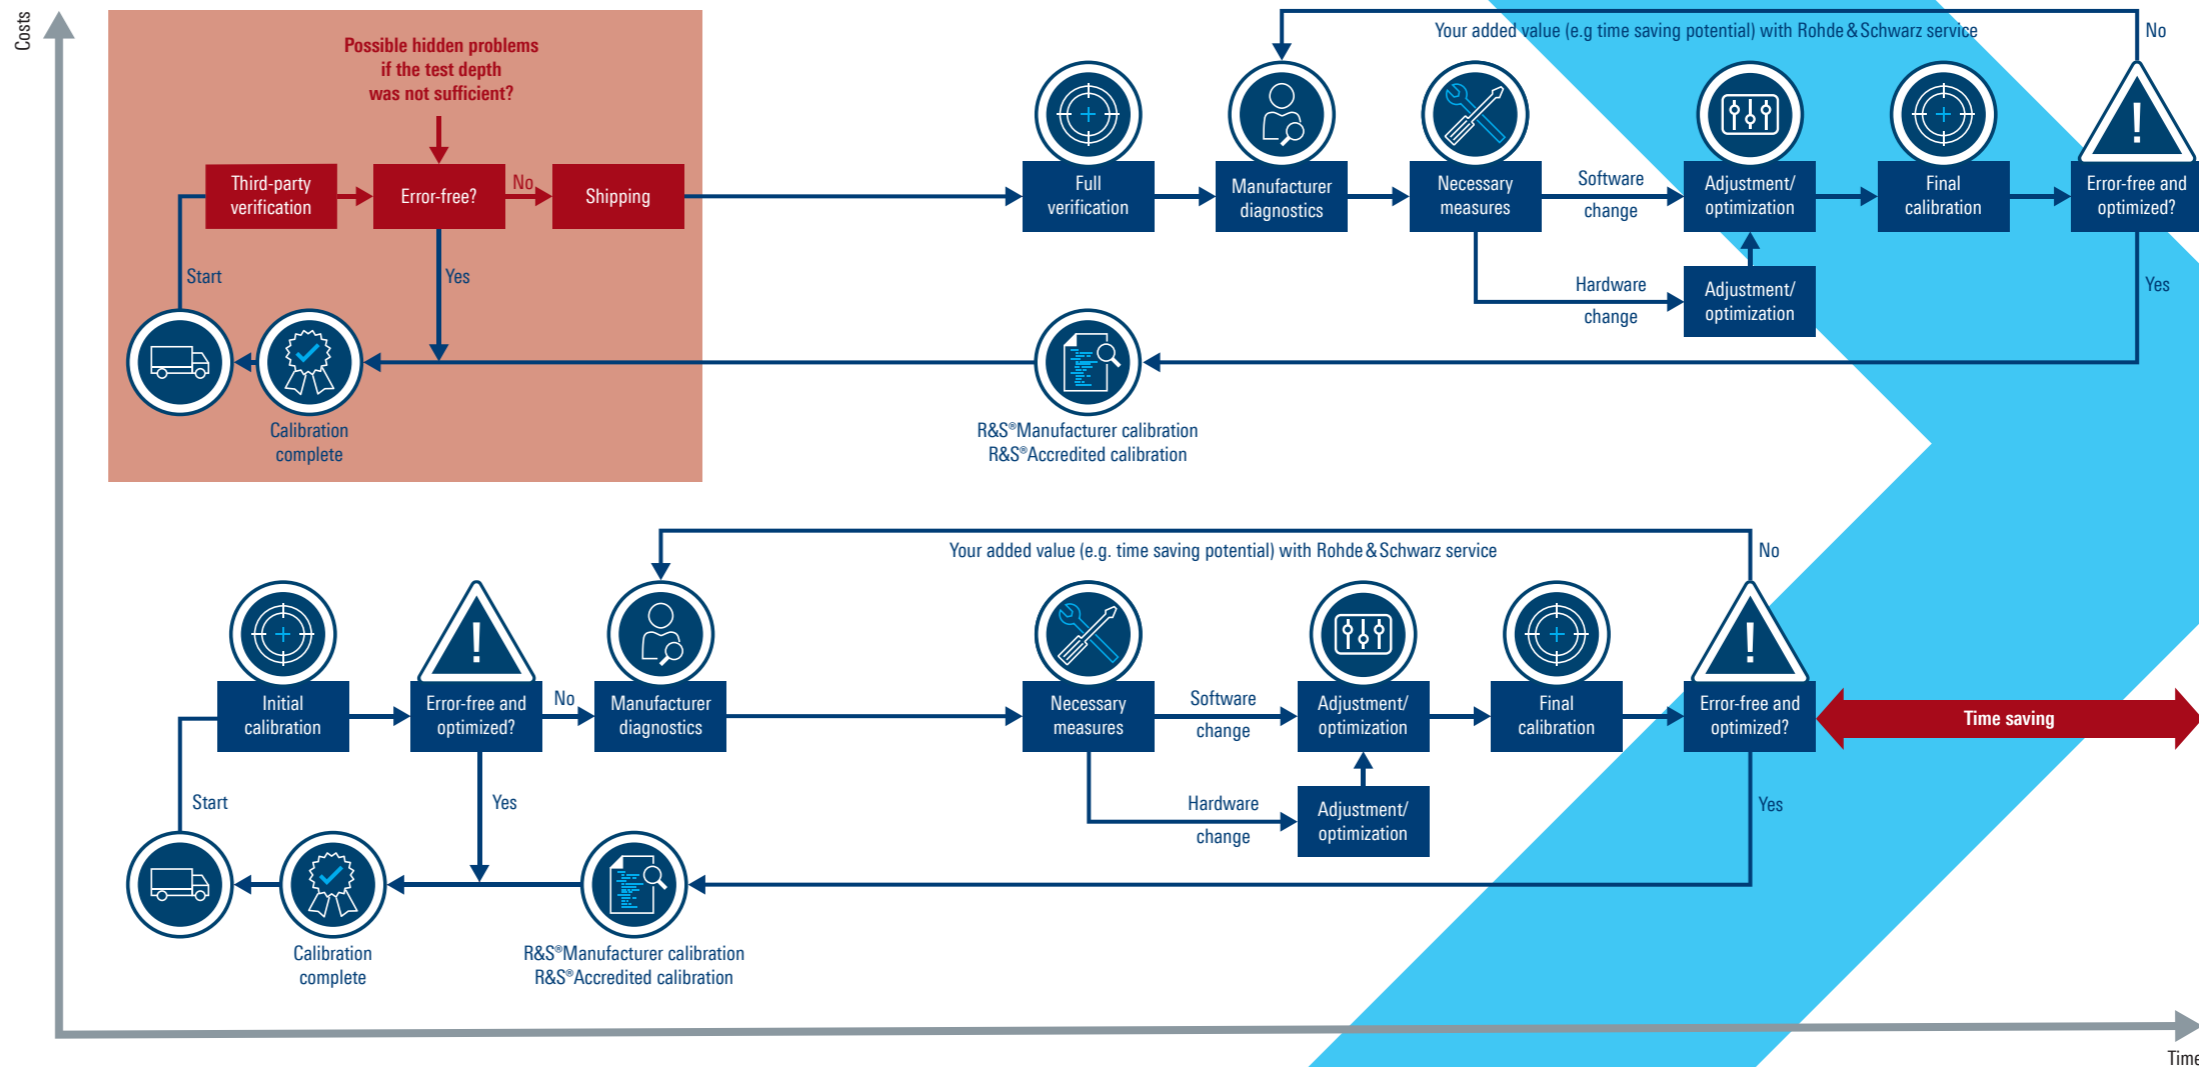 Costs
Possible hidden problems
if the test depth
was not sufficient?
Your added value (e.g time saving potential) with Rohde & Schwarz service
No
Third-party
verification
Error-free?
No
Shipping
Full
verification
Manufacturer
diagnostics
Necessary
measures
Software
change
Adjustment/
optimization
Final
calibration
Error-free and
optimized?
Start
Yes
Hardware
change
Adjustment/
optimization
Yes
Calibration
complete
R&S®Manufacturer calibration
R&S®Accredited calibration
Your added value (e.g. time saving potential) with Rohde & Schwarz service
No
Initial
calibration
Error-free and
optimized?
No
Manufacturer
diagnostics
Necessary
measures
Software
change
Adjustment/
optimization
Final
calibration
Error-free and
optimized?
Time saving
Start
Yes
Hardware
change
Adjustment/
optimization
Yes
Calibration
complete
R&S®Manufacturer calibration
R&S®Accredited calibration
Time